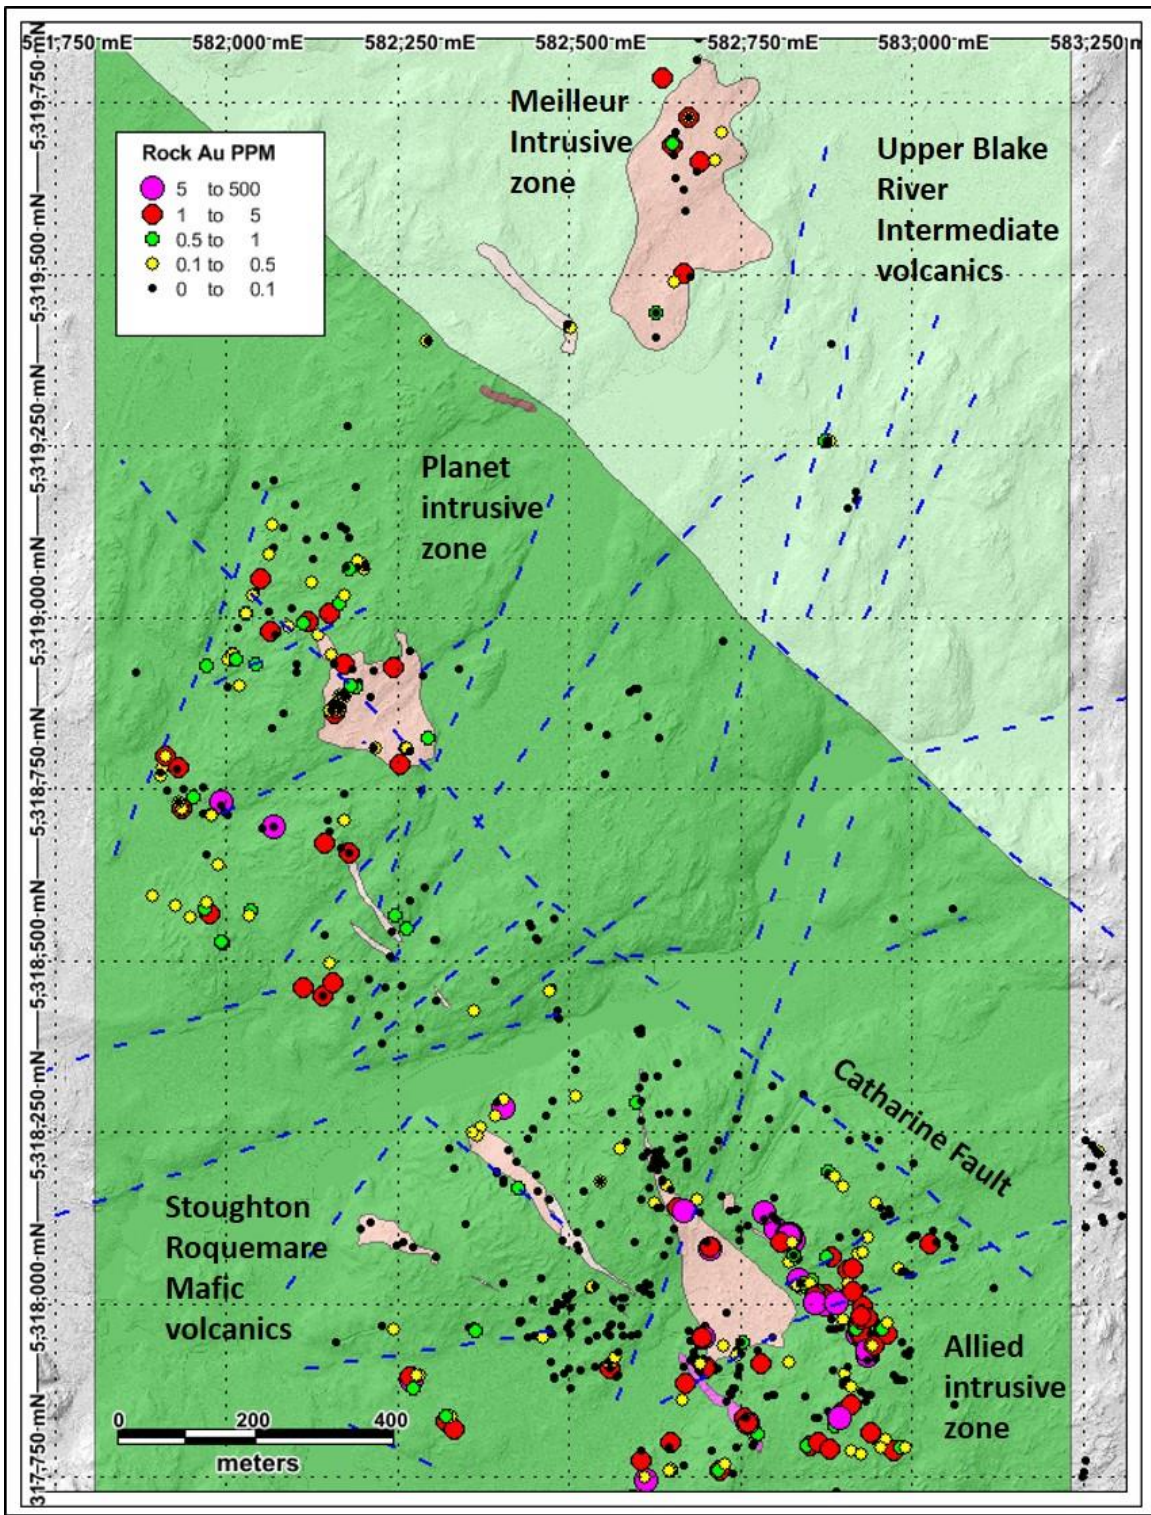 581,750 mE
582,000 mE
582,250 mE
582,500 mE
582,750 mE
583,000 mE
583,250 m
5,319,750 mN
Meilleur
Intrusive
zone
Upper Blake
River
Intermediate
volcanics
Rock Au PPM
5 to 500
1 to 5
0.5 to 1
0.1 to 0.5
0 to 0.1
5,319,500 mN
5,319,250 mN
Planet
intrusive
zone
5,319,000 mN
5,318,750 mN
5,318,500 mN
5,318,250 mN
Catharine Fault
Stoughton
Roquemare
Mafic
volcanics
5,318,000 mN
Allied
intrusive
zone
317,750 mN
0 200 400
meters